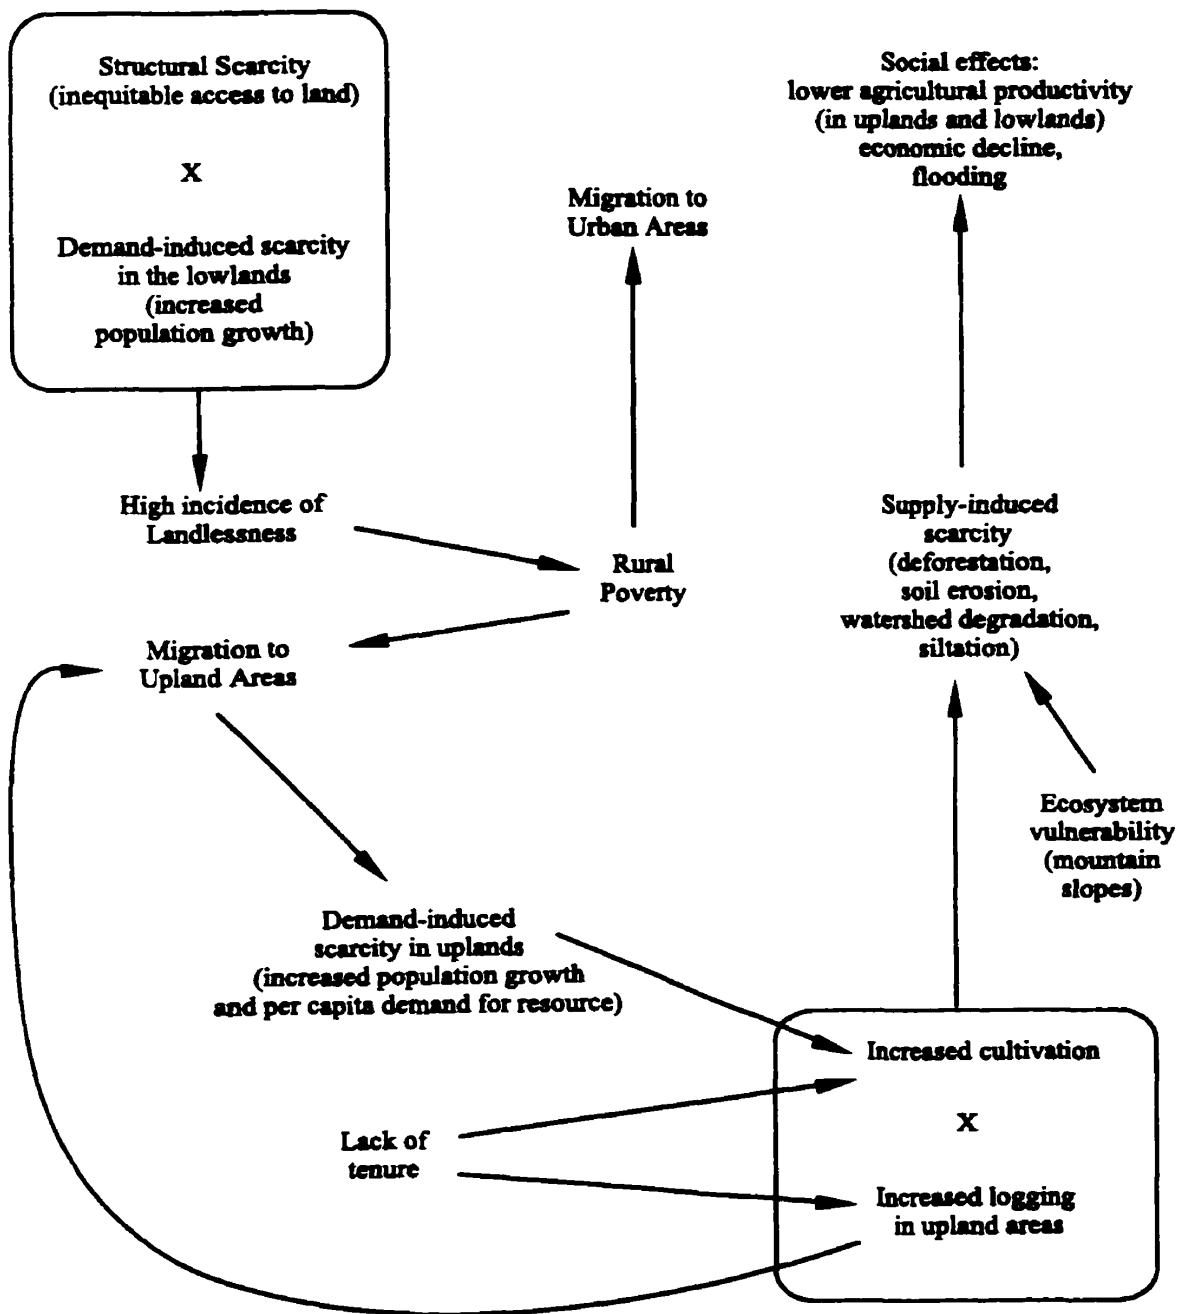 Structural Scarcity
(inequitable access to land)
X
Demand-induced scarcity
in the lowlands
(increased
population growth)
Social effects:
lower agricultural productivity
(in uplands and lowlands)
economic decline,
flooding
Migration to
Urban Areas
High incidence of
Landlessness
Rural
Poverty
Supply-induced
scarcity
(deforestation,
soil erosion,
watershed degradation,
siltation)
Migration to
Upland Areas
Ecosystem
vulnerability
(mountain
slopes)
Demand-induced
scarcity in uplands
(increased population growth
and per capita demand for resource)
Increased cultivation
X
Increased logging
in upland areas
Lack of
tenure